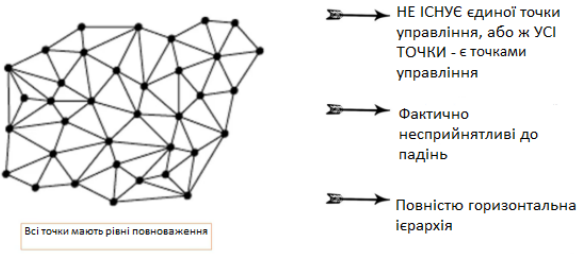 НЕ ІСНУЄ єдиної точки
управління, або ж УСІ
ТОЧКИ - є точками
управління
Фактично
несприйнятливі до
падінь
Повністю горизонтальна
ієрархія
Всі точки мають рівні повноваження